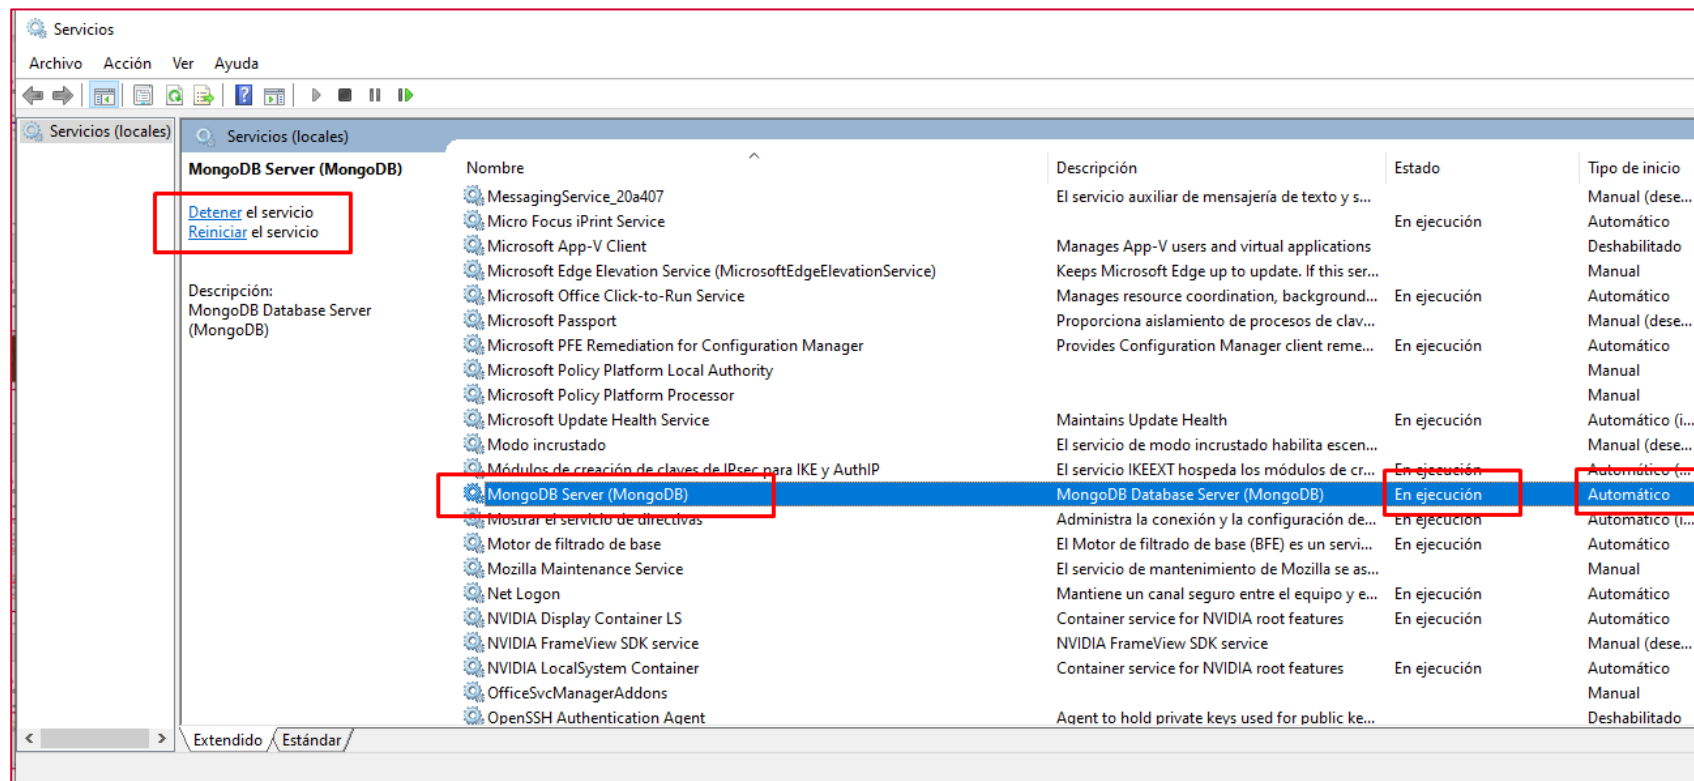 Servicios
Archivo Acción Ver Ayuda
Servicios (locales)
Servicios (locales)
MongoDB Server (MongoDB)
Detener el servicio
Reiniciar el servicio
Descripción:
MongoDB Database Server
(MongoDB)
Nombre Descripción Estado Tipo de inicio
MessagingService_20a407 El servicio auxiliar de mensajería de texto y s... Manual (dese...
Micro Focus iPrint Service En ejecución Automático
Microsoft App-V Client Manages App-V users and virtual applications Deshabilitado
Microsoft Edge Elevation Service (MicrosoftEdgeElevationService) Keeps Microsoft Edge up to update. If this ser... Manual
Microsoft Office Click-to-Run Service Manages resource coordination, background... En ejecución Automático
Microsoft Passport Proporciona aislamiento de procesos de clav... Manual (dese...
Microsoft PFE Remediation for Configuration Manager Provides Configuration Manager client reme... En ejecución Automático
Microsoft Policy Platform Local Authority Manual
Microsoft Policy Platform Processor Manual
Microsoft Update Health Service Maintains Update Health En ejecución Automático (i...
Modo incrustado El servicio de modo incrustado habilita escen... Manual (dese...
Módulos de creación de claves de IPsec para IKE y AuthIP El servicio IKEEXT hospeda los módulos de cr... En ejecución Automático (...
MongoDB Server (MongoDB) MongoDB Database Server (MongoDB) En ejecución Automático
Mostrar el servicio de directivas Administra la conexión y la configuración de... En ejecución Automático (i...
Motor de filtrado de base El Motor de filtrado de base (BFE) es un servi... En ejecución Automático
Mozilla Maintenance Service El servicio de mantenimiento de Mozilla se as... Manual
Net Logon Mantiene un canal seguro entre el equipo y e... En ejecución Automático
NVIDIA Display Container LS Container service for NVIDIA root features En ejecución Automático
NVIDIA FrameView SDK service NVIDIA FrameView SDK service Manual (dese...
NVIDIA LocalSystem Container Container service for NVIDIA root features En ejecución Automático
OfficeSvcManagerAddons Manual
OpenSSH Authentication Agent Agent to hold private keys used for public ke... Deshabilitado
Extendido Estándar